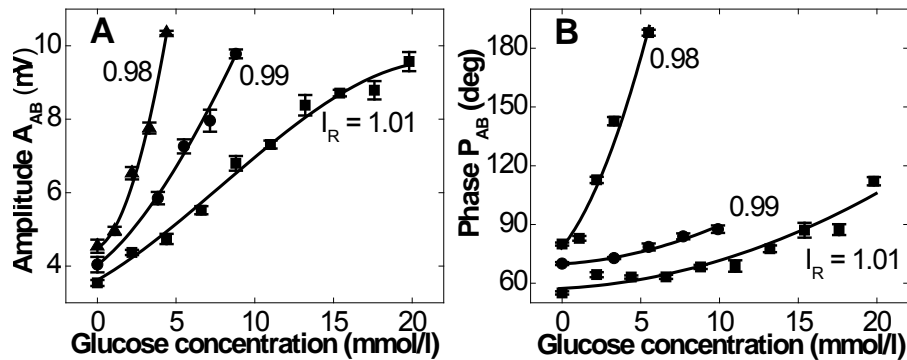 A
Amplitude A_AB (mV)
10
8
6
4
0.98
0.99
I_R = 1.01
0 5 10 15 20
Glucose concentration (mmol/l)
B
Phase P_AB (deg)
180
150
120
90
60
0.98
0.99
I_R = 1.01
0 5 10 15 20
Glucose concentration (mmol/l)